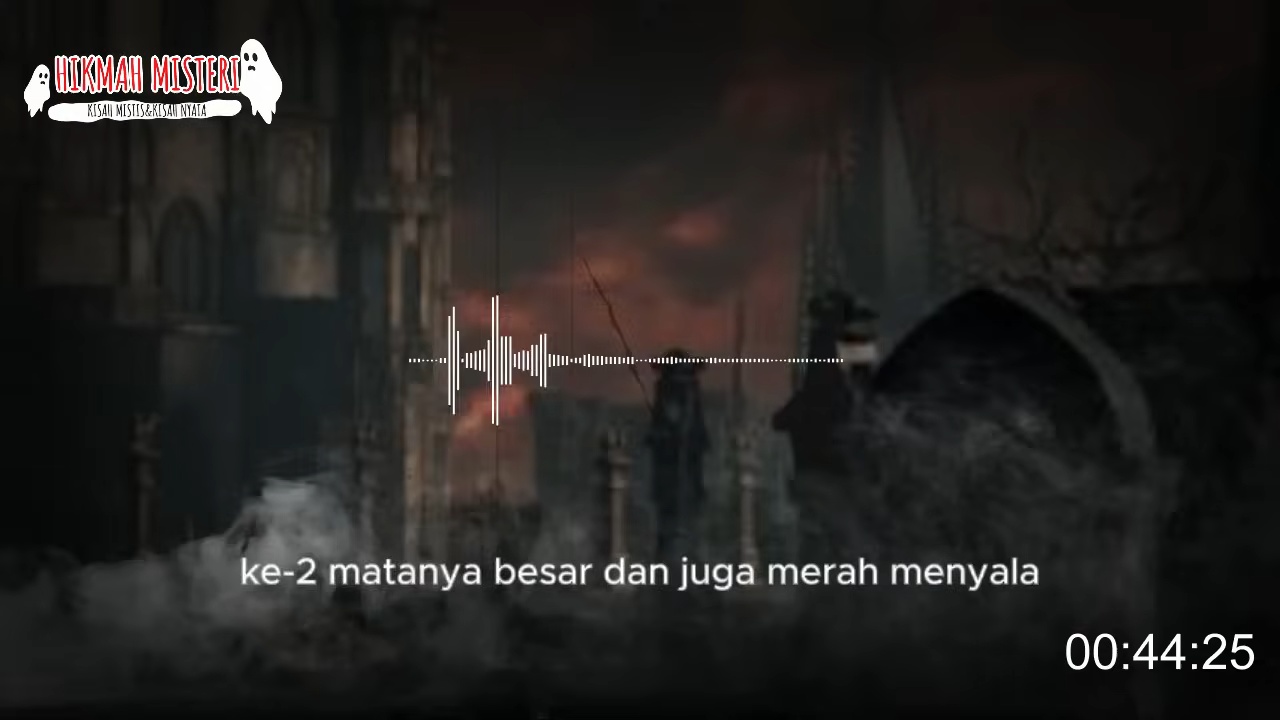 HIKMAH MISTERI
KISAH MISTIS&KISAH NYATA
ke-2 matanya besar dan juga merah menyala
00:44:25